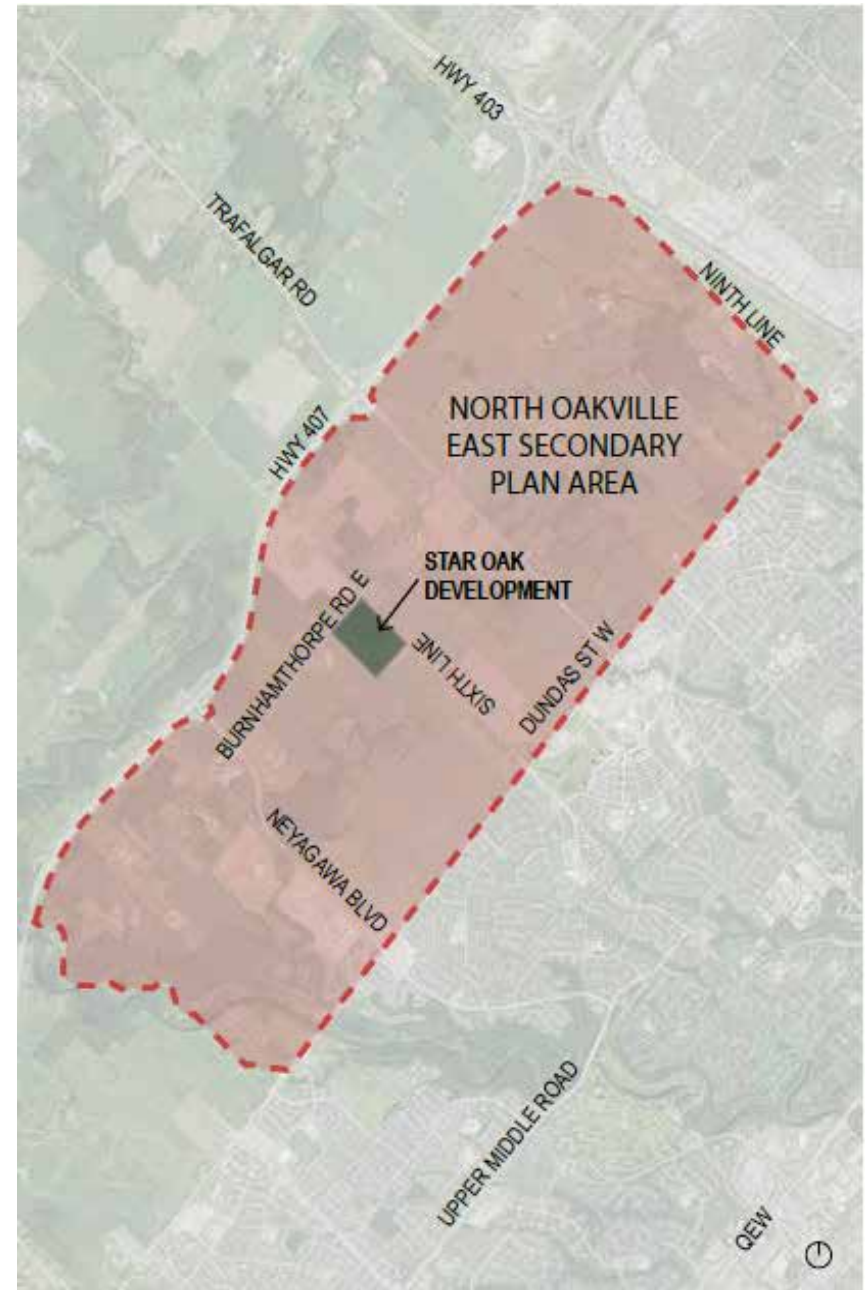 HWY 403
TRAFALGAR RD
NINTH LINE
HWY 407
NORTH OAKVILLE
EAST SECONDARY
PLAN AREA
STAR OAK
DEVELOPMENT
BURNHAMTHORPE RD E
SIXTH LINE
DUNDAS ST W
NEYAGAWA BLVD
UPPER MIDDLE ROAD
QEW